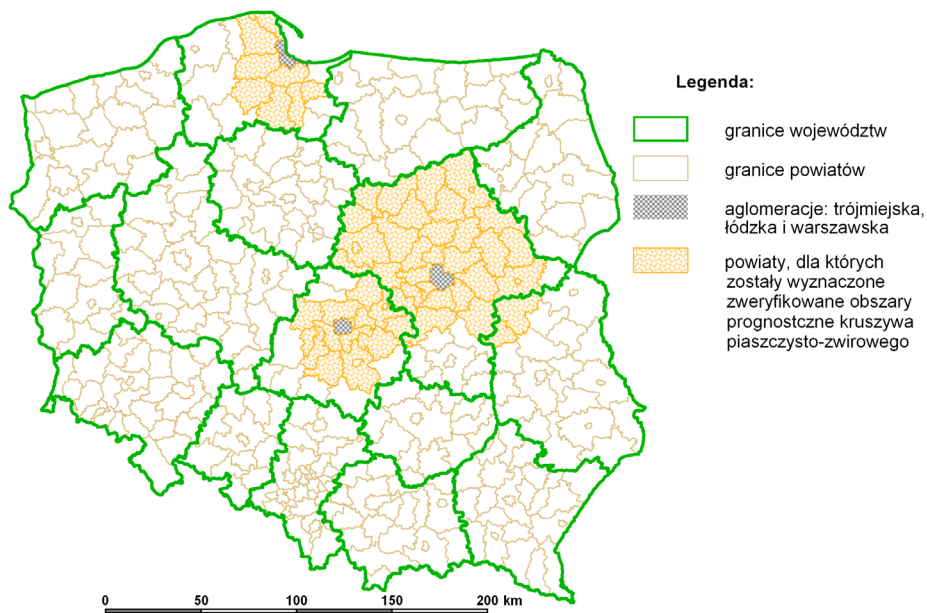 Legenda:
granice województw
granice powiatów
aglomeracje: trójmiejska,
łódzka i warszawska
powiaty, dla których
zostały wyznaczone
zweryfikowane obszary
prognostczne kruszywa
piaszczysto-zwirowego
0 50 100 150 200 km